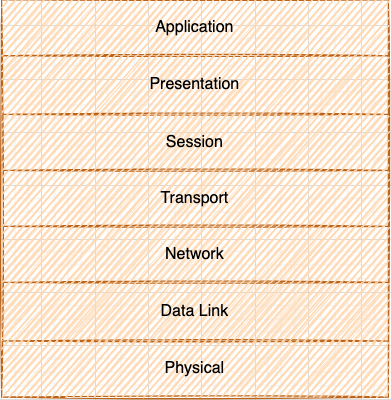 Application
Presentation
Session
Transport
Network
Data Link
Physical